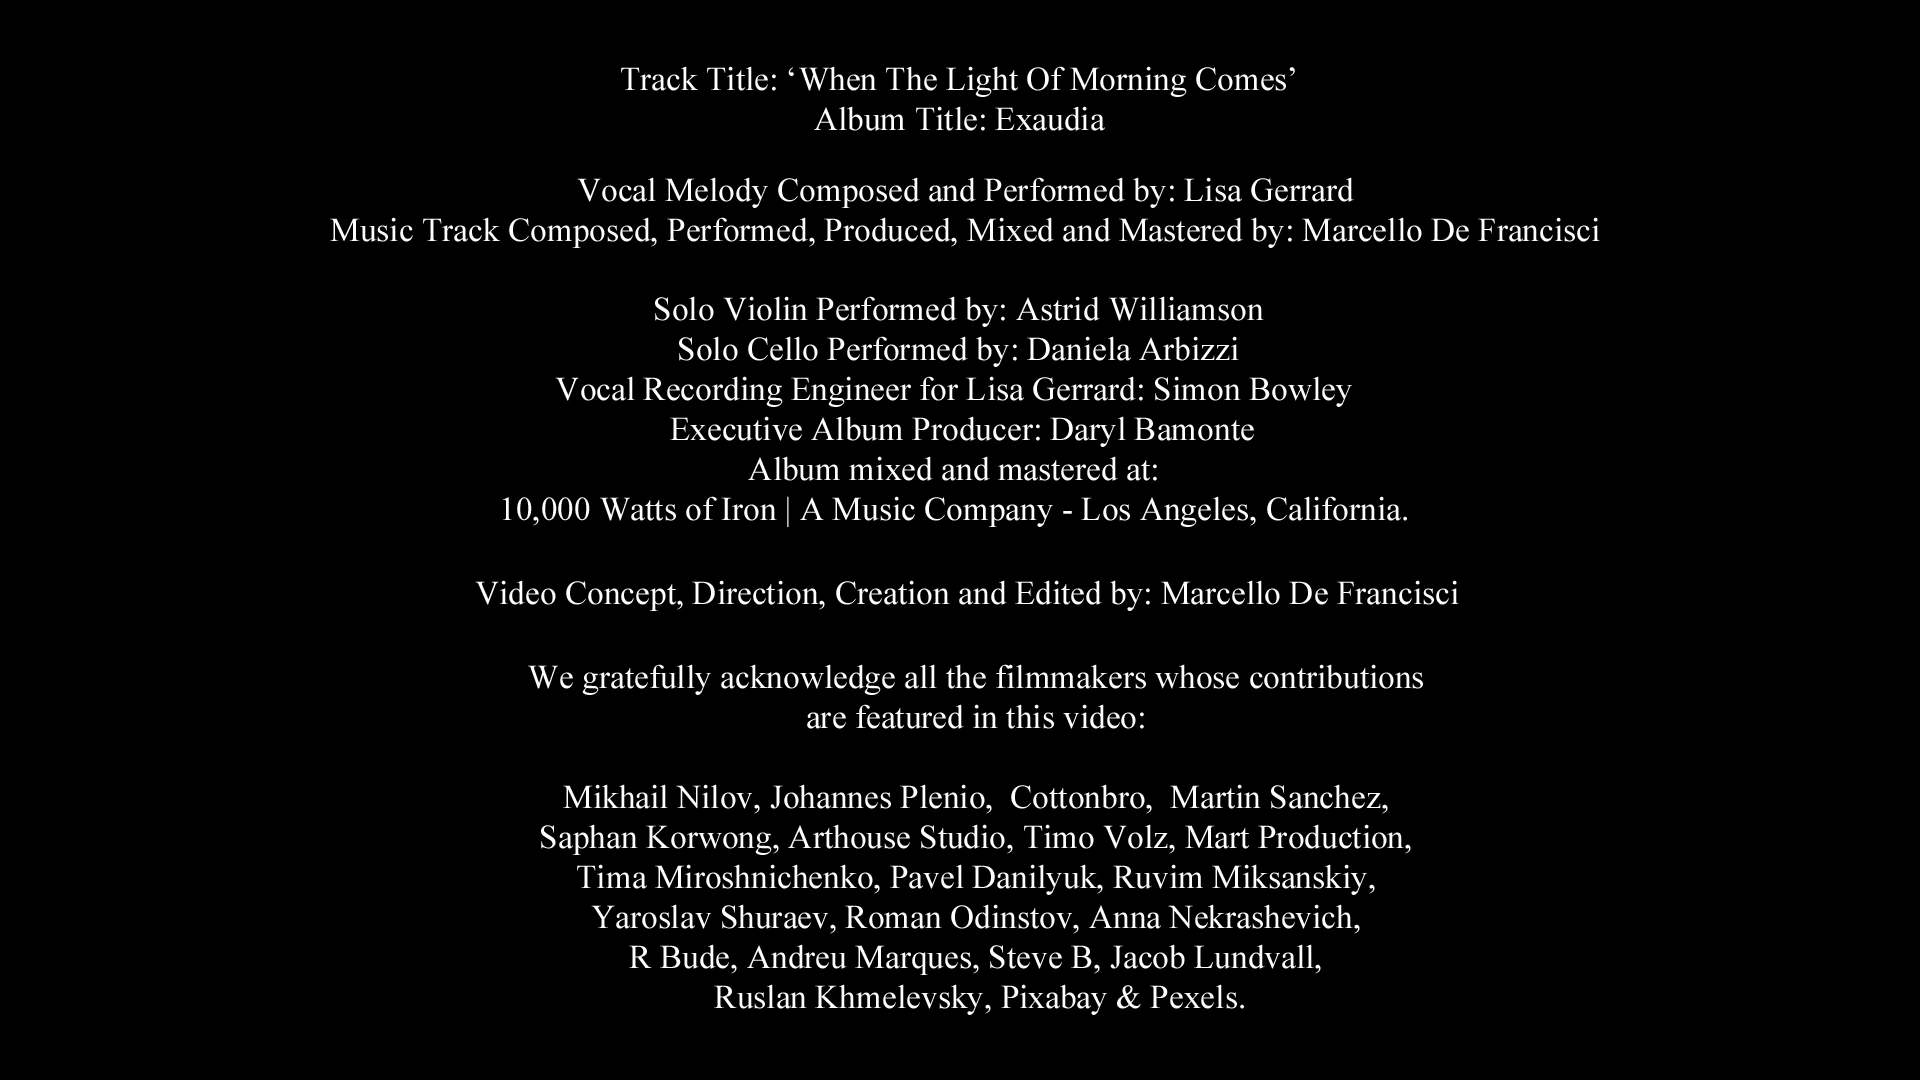 Track Title: ‘When The Light Of Morning Comes’
Album Title: Exaudia
Vocal Melody Composed and Performed by: Lisa Gerrard
Music Track Composed, Performed, Produced, Mixed and Mastered by: Marcello De Francisci
Solo Violin Performed by: Astrid Williamson
Solo Cello Performed by: Daniela Arbizzi
Vocal Recording Engineer for Lisa Gerrard: Simon Bowley
Executive Album Producer: Daryl Bamonte
Album mixed and mastered at:
10,000 Watts of Iron | A Music Company - Los Angeles, California.
Video Concept, Direction, Creation and Edited by: Marcello De Francisci
We gratefully acknowledge all the filmmakers whose contributions
are featured in this video:
Mikhail Nilov, Johannes Plenio,  Cottonbro,  Martin Sanchez,
Saphan Korwong, Arthouse Studio, Timo Volz, Mart Production,
Tima Miroshnichenko, Pavel Danilyuk, Ruvim Miksanskiy,
Yaroslav Shuraev, Roman Odinstov, Anna Nekrashevich,
R Bude, Andreu Marques, Steve B, Jacob Lundvall,
Ruslan Khmelevsky, Pixabay & Pexels.